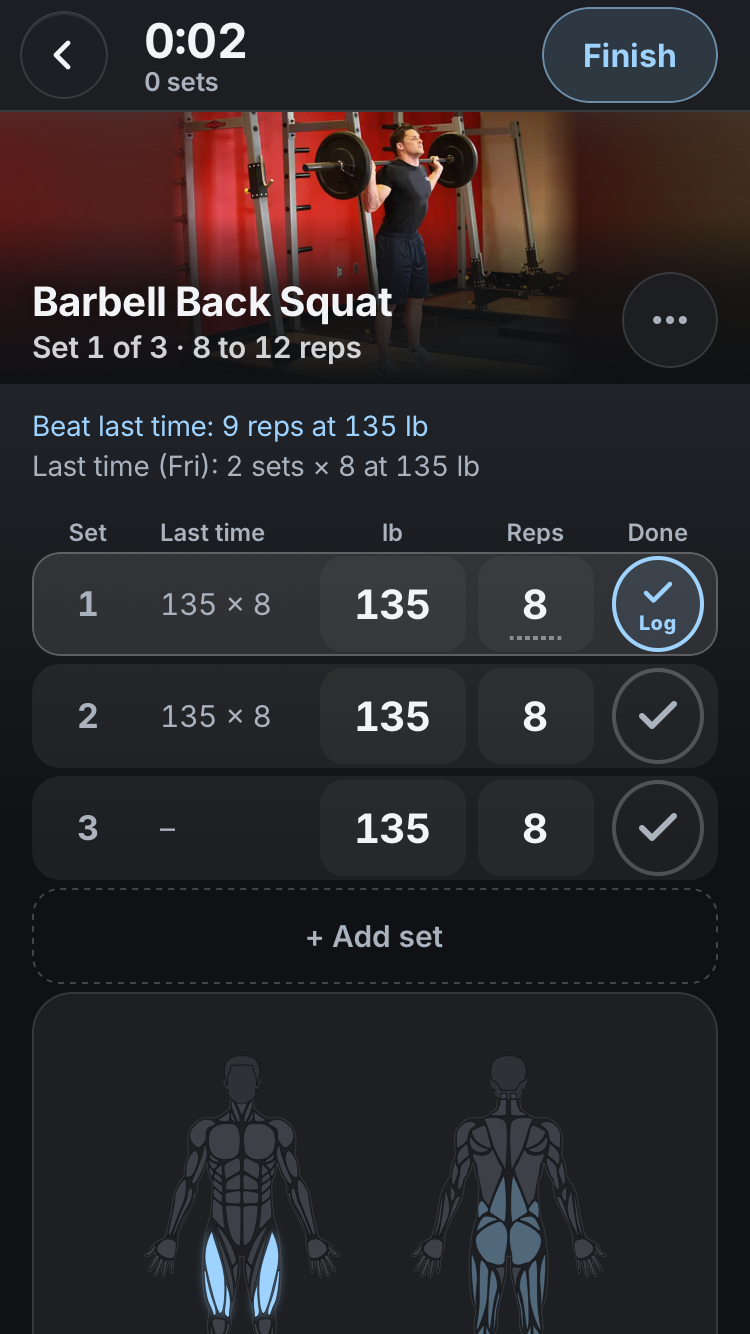 0:02
0 sets
Finish
Barbell Back Squat
Set 1 of 3 · 8 to 12 reps
Beat last time: 9 reps at 135 lb
Last time (Fri): 2 sets × 8 at 135 lb
Set Last time lb Reps Done
1 135 × 8 135 8 Log
2 135 × 8 135 8
3 – 135 8
+ Add set